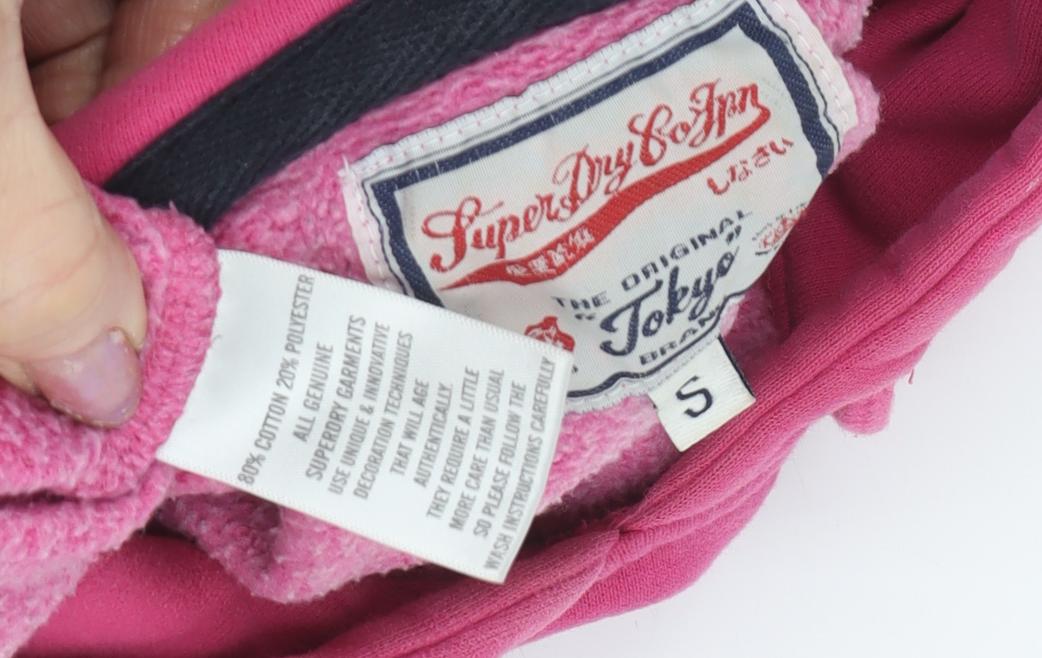 SuperDry Co Jpn
しなさい
THE ORIGINAL
"Tokyo"
BRAND
S
80% COTTON 20% POLYESTER
ALL GENUINE
SUPERDRY GARMENTS
USE UNIQUE & INNOVATIVE
DECORATION TECHNIQUES
THAT WILL AGE
AUTHENTICALLY.
THEY REQUIRE A LITTLE
MORE CARE THAN USUAL
SO PLEASE FOLLOW THE
WASH INSTRUCTIONS CAREFULLY